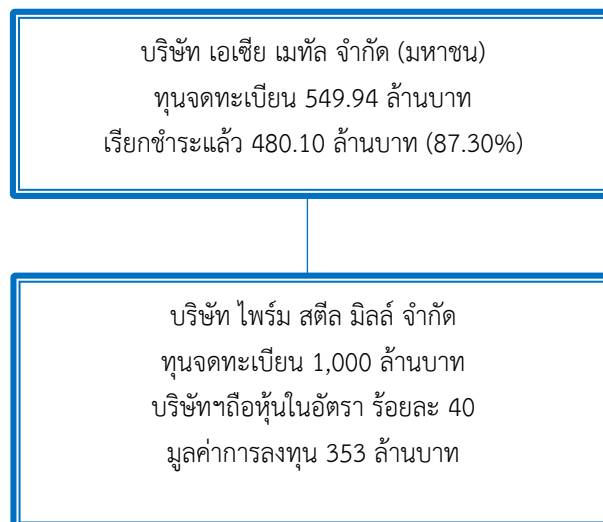 บริษัท เอเซีย เมทัล จำกัด (มหาชน)
ทุนจดทะเบียน 549.94 ล้านบาท
เรียกชำระแล้ว 480.10 ล้านบาท (87.30%)
บริษัท ไพร์ม สตีล มิลล์ จำกัด
ทุนจดทะเบียน 1,000 ล้านบาท
บริษัทฯถือหุ้นในอัตรา ร้อยละ 40
มูลค่าการลงทุน 353 ล้านบาท